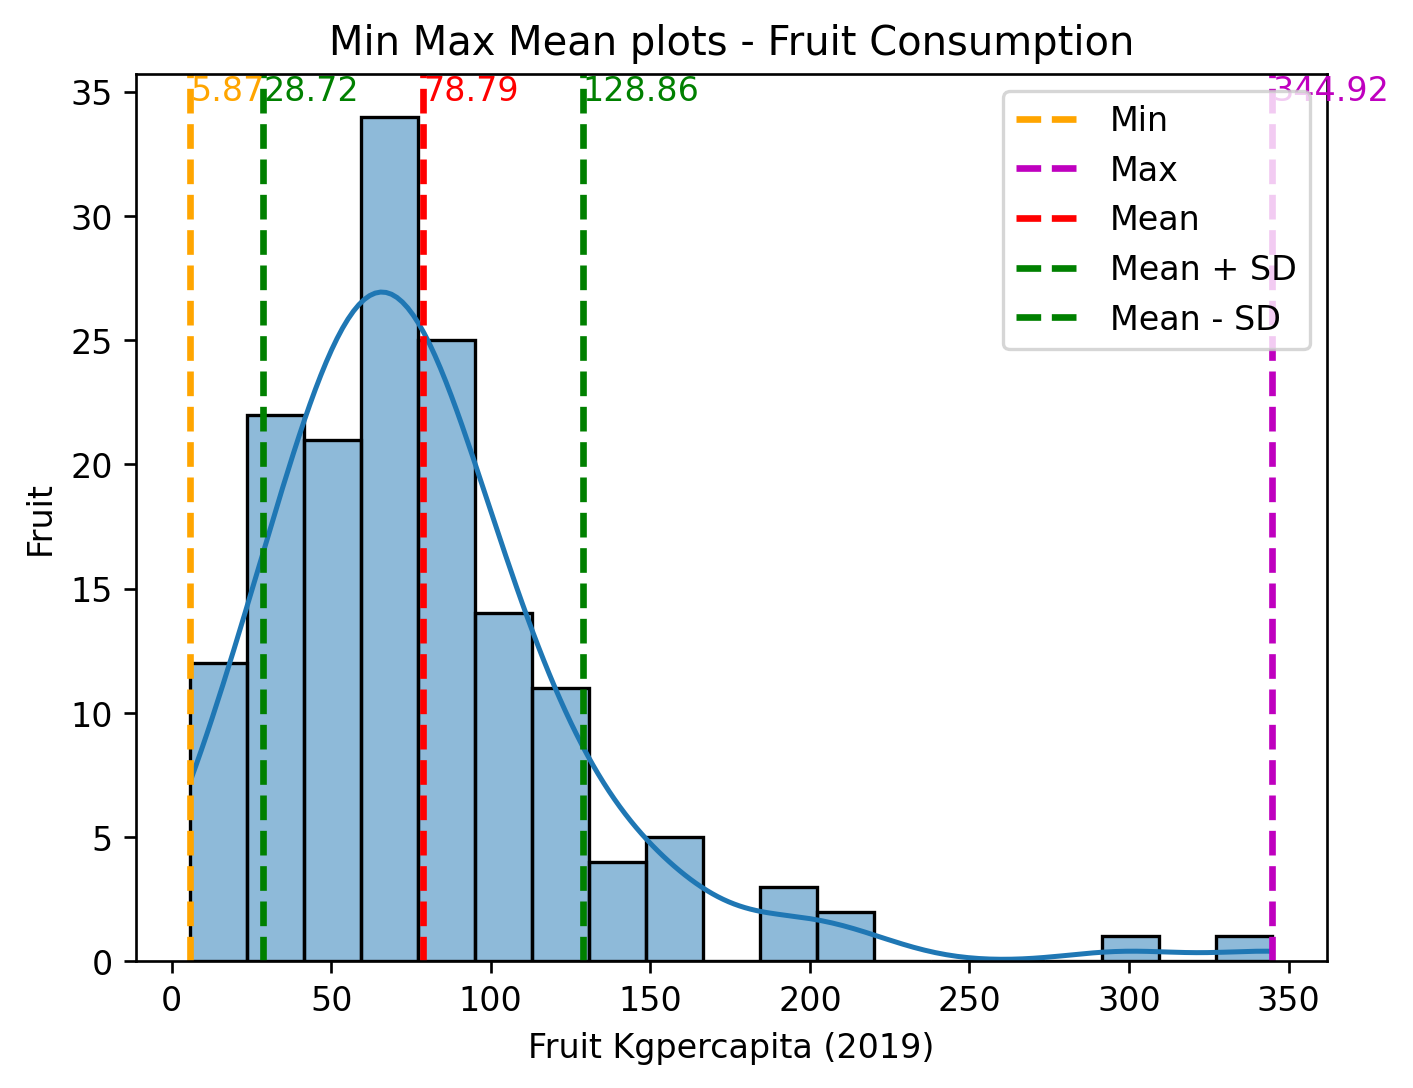 Min Max Mean plots - Fruit Consumption
5.87 28.72 78.79 128.86 344.92
Min
Max
Mean
Mean + SD
Mean - SD
35
30
25
20
15
10
5
0
Fruit
0 50 100 150 200 250 300 350
Fruit Kgpercapita (2019)